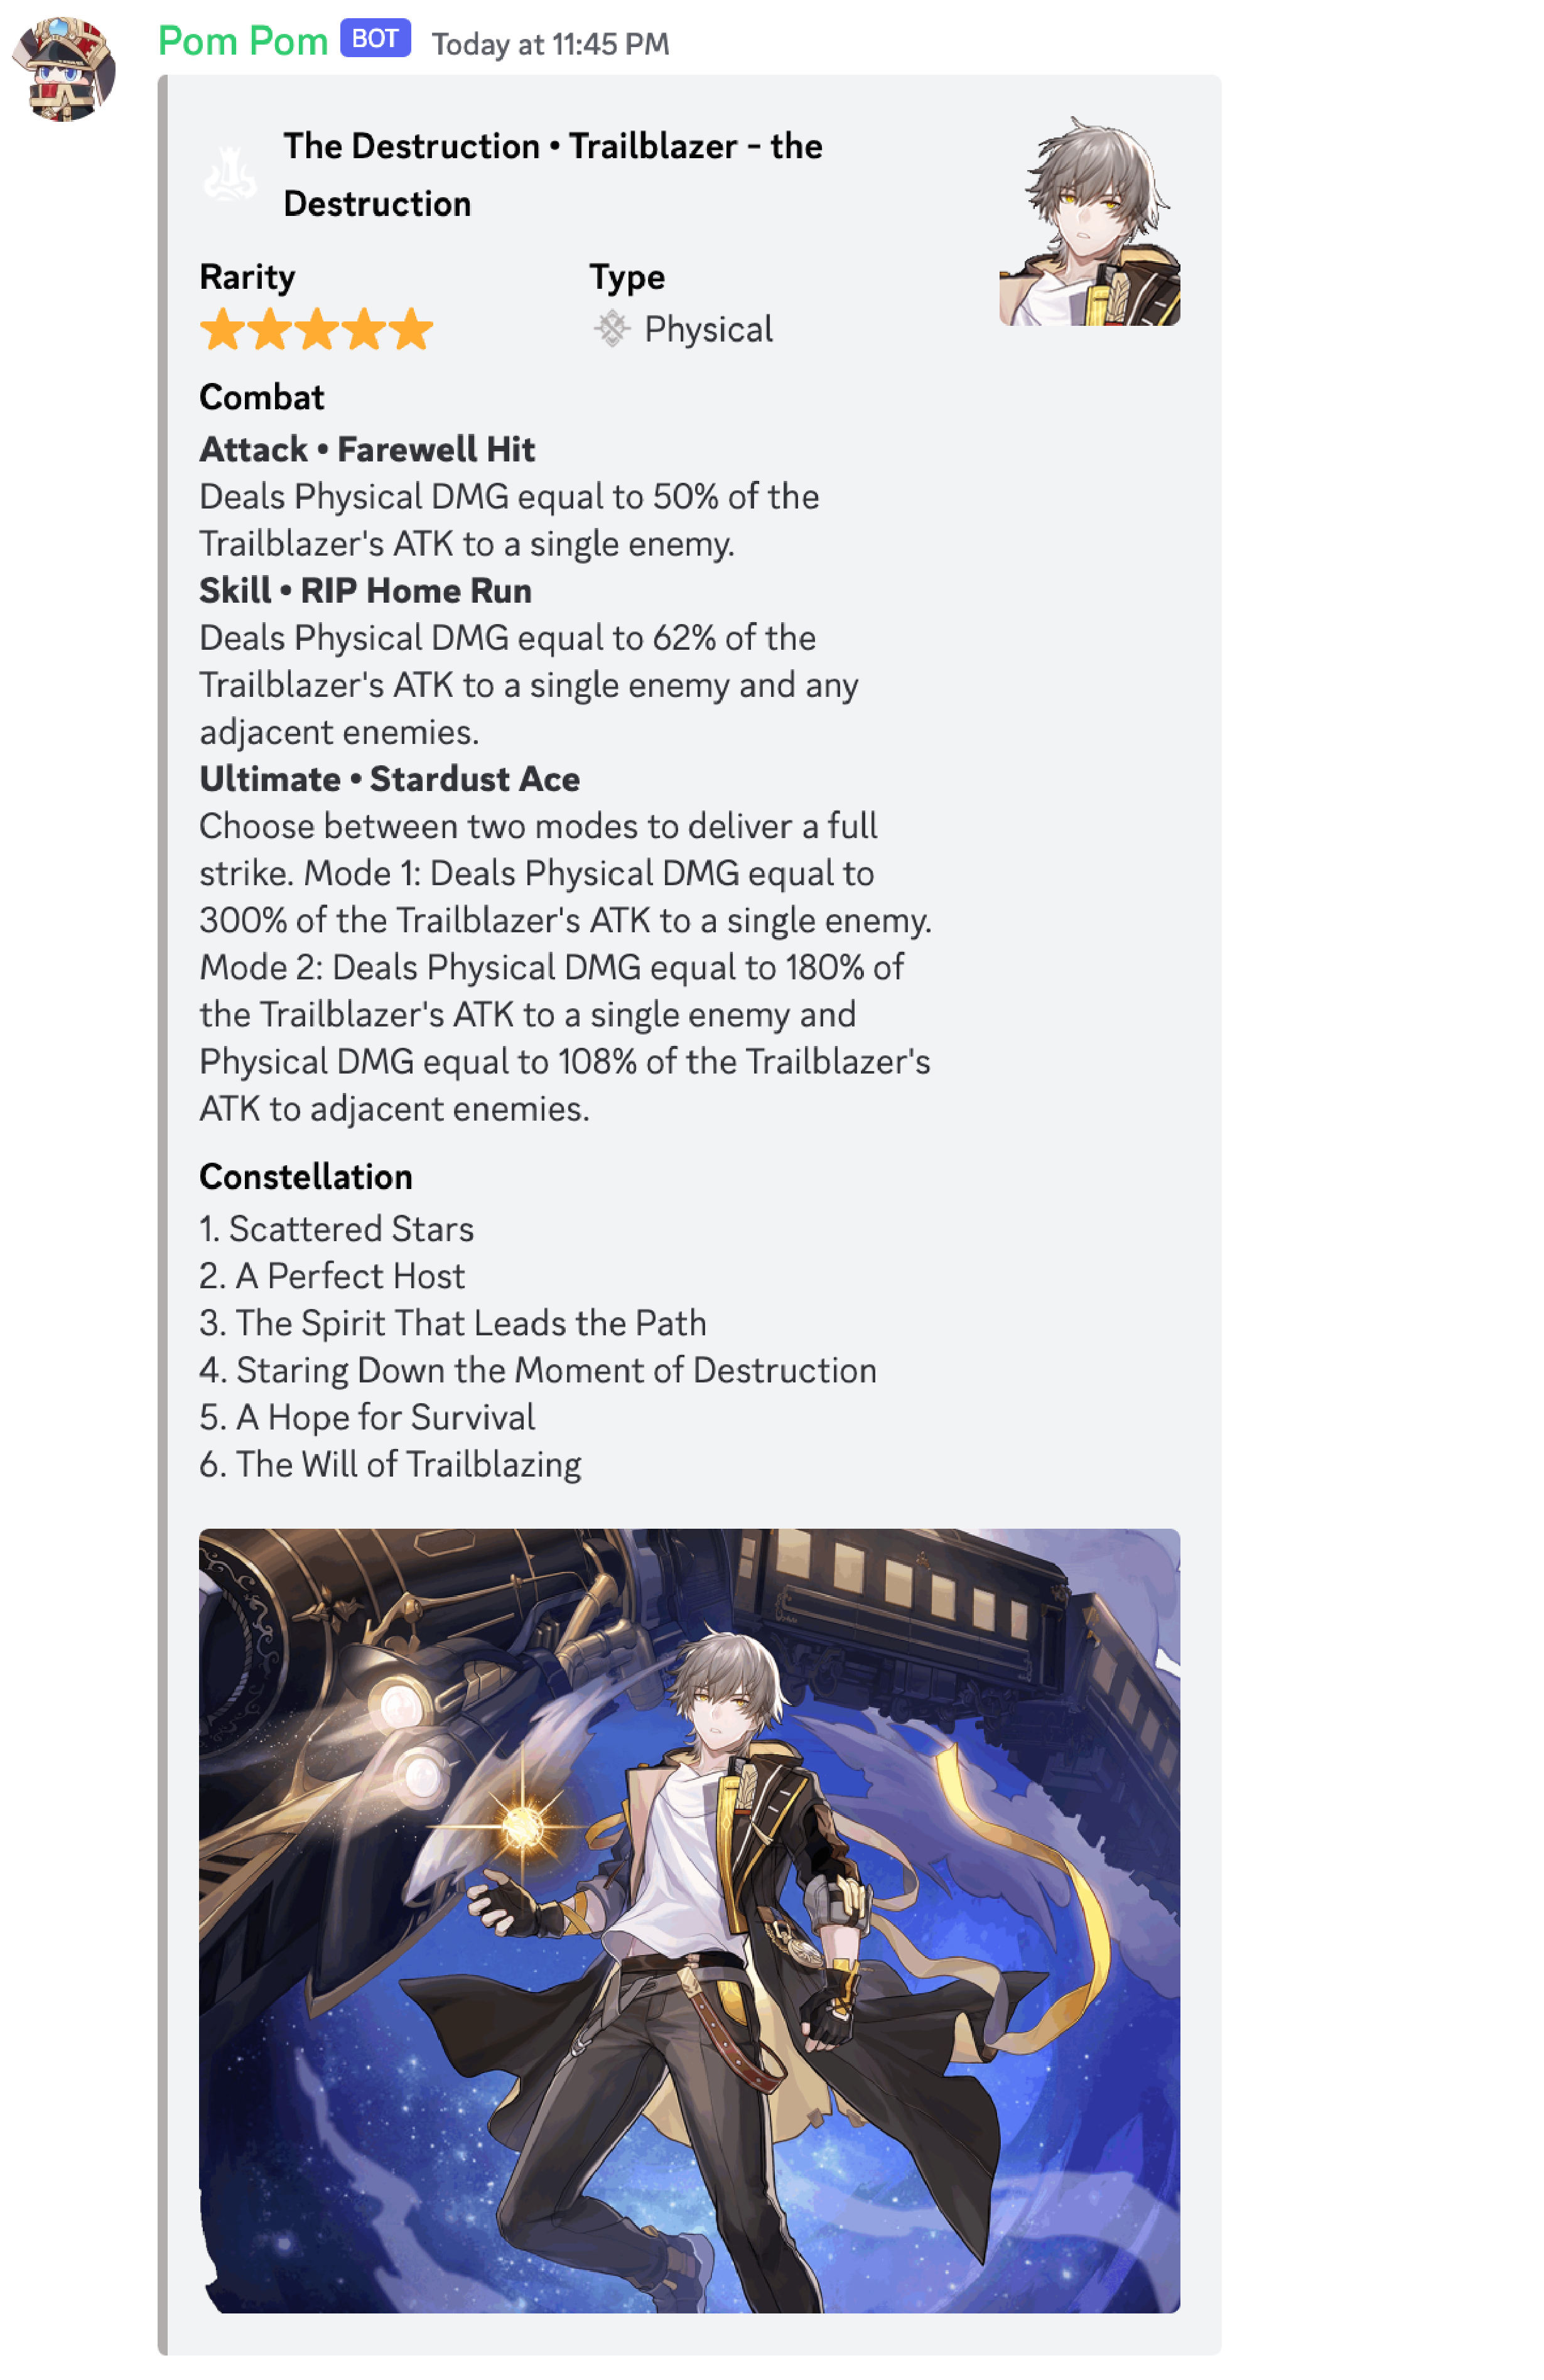 Pom Pom BOT Today at 11:45 PM
The Destruction • Trailblazer - the
Destruction
Rarity Type
Physical
Combat
Attack • Farewell Hit
Deals Physical DMG equal to 50% of the
Trailblazer's ATK to a single enemy.
Skill • RIP Home Run
Deals Physical DMG equal to 62% of the
Trailblazer's ATK to a single enemy and any
adjacent enemies.
Ultimate • Stardust Ace
Choose between two modes to deliver a full
strike. Mode 1: Deals Physical DMG equal to
300% of the Trailblazer's ATK to a single enemy.
Mode 2: Deals Physical DMG equal to 180% of
the Trailblazer's ATK to a single enemy and
Physical DMG equal to 108% of the Trailblazer's
ATK to adjacent enemies.
Constellation
1. Scattered Stars
2. A Perfect Host
3. The Spirit That Leads the Path
4. Staring Down the Moment of Destruction
5. A Hope for Survival
6. The Will of Trailblazing